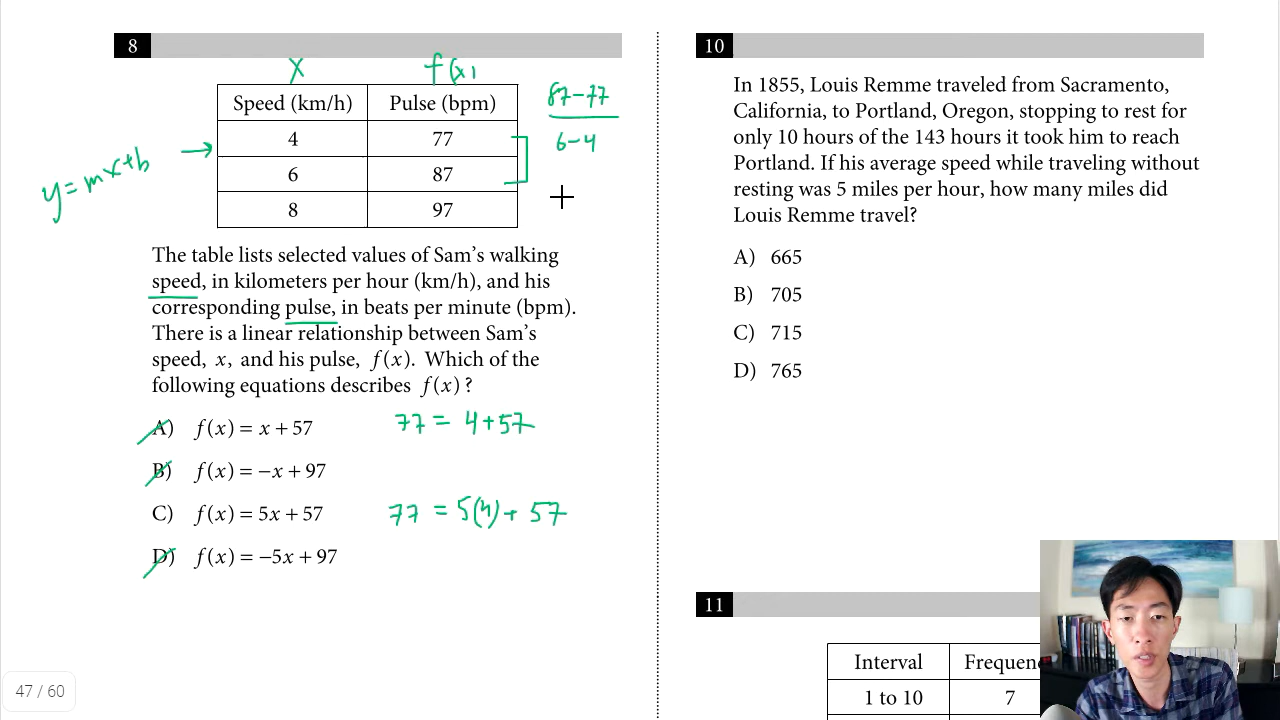 8
x f(x)
Speed (km/h) Pulse (bpm)
4 77
6 87
8 97
87-77
6-4
y=mx+b
The table lists selected values of Sam's walking
speed, in kilometers per hour (km/h), and his
corresponding pulse, in beats per minute (bpm).
There is a linear relationship between Sam's
speed, x, and his pulse, f(x). Which of the
following equations describes f(x)?
A) f(x) = x + 57 77 = 4+57
B) f(x) = −x + 97
C) f(x) = 5x + 57 77 = 5(4)+ 57
D) f(x) = −5x + 97
47 / 60
10
In 1855, Louis Remme traveled from Sacramento,
California, to Portland, Oregon, stopping to rest for
only 10 hours of the 143 hours it took him to reach
Portland. If his average speed while traveling without
resting was 5 miles per hour, how many miles did
Louis Remme travel?
A) 665
B) 705
C) 715
D) 765
11
Interval Frequen
1 to 10 7